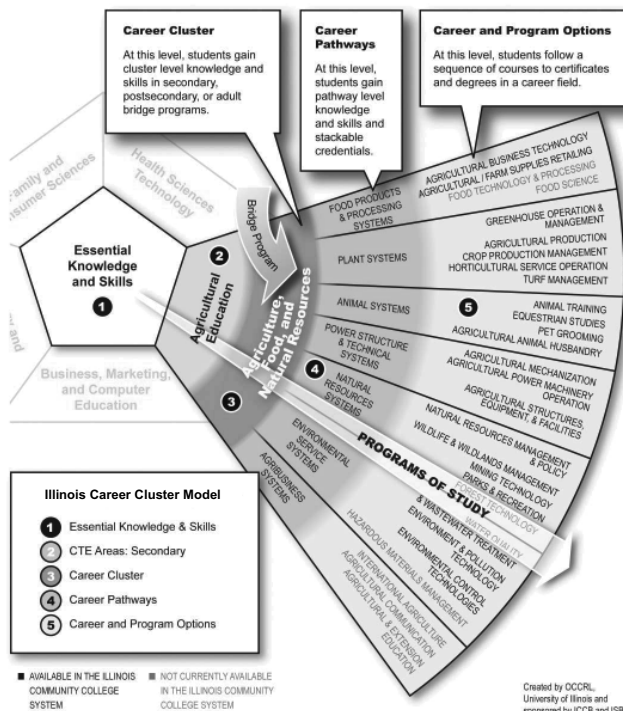 Career Cluster
At this level, students gain
cluster level knowledge and
skills in secondary,
postsecondary, or adult
bridge programs.
Career
Pathways
At this level,
students gain
pathway level
knowledge
and skills and
stackable
credentials.
Career and Program Options
At this level, students follow a
sequence of courses to certificates
and degrees in a career field.
Family and
Consumer Sciences
Health Sciences
Technology
Business, Marketing,
and Computer
Education
and
Essential
Knowledge
and Skills
1
2
Agricultural
Education
Bridge Program
3
Agriculture,
Food, and
Natural Resources
4
5
FOOD PRODUCTS
& PROCESSING
SYSTEMS
PLANT SYSTEMS
ANIMAL SYSTEMS
POWER STRUCTURE
& TECHNICAL
SYSTEMS
NATURAL
RESOURCES
SYSTEMS
ENVIRONMENTAL
SERVICE
SYSTEMS
AGRIBUSINESS
SYSTEMS
AGRICULTURAL BUSINESS TECHNOLOGY
AGRICULTURAL / FARM SUPPLIES RETAILING
FOOD TECHNOLOGY & PROCESSING
FOOD SCIENCE
GREENHOUSE OPERATION &
MANAGEMENT
AGRICULTURAL PRODUCTION
CROP PRODUCTION MANAGEMENT
HORTICULTURAL SERVICE OPERATION
TURF MANAGEMENT
ANIMAL TRAINING
EQUESTRIAN STUDIES
PET GROOMING
AGRICULTURAL ANIMAL HUSBANDRY
AGRICULTURAL MECHANIZATION
AGRICULTURAL POWER MACHINERY
OPERATION
AGRICULTURAL STRUCTURES,
EQUIPMENT, & FACILITIES
NATURAL RESOURCES MANAGEMENT
& POLICY
WILDLIFE & WILDLANDS MANAGEMENT
MINING TECHNOLOGY
PARKS & RECREATION
FOREST TECHNOLOGY
PROGRAMS OF STUDY
WATER QUALITY
& WASTEWATER TREATMENT
TECHNOLOGY
ENVIRONMENT & POLLUTION
ENVIRONMENTAL CONTROL
TECHNOLOGIES
HAZARDOUS MATERIALS MANAGEMENT
INTERNATIONAL AGRICULTURE
AGRICULTURAL COMMUNICATION
AGRICULTURAL & EXTENSION
EDUCATION
Illinois Career Cluster Model
1 Essential Knowledge & Skills
2 CTE Areas: Secondary
3 Career Cluster
4 Career Pathways
5 Career and Program Options
■ AVAILABLE IN THE ILLINOIS
COMMUNITY COLLEGE
SYSTEM
■ NOT CURRENTLY AVAILABLE
IN THE ILLINOIS COMMUNITY
COLLEGE SYSTEM
Created by OCCRL,
University of Illinois and
sponsored by ICCB and